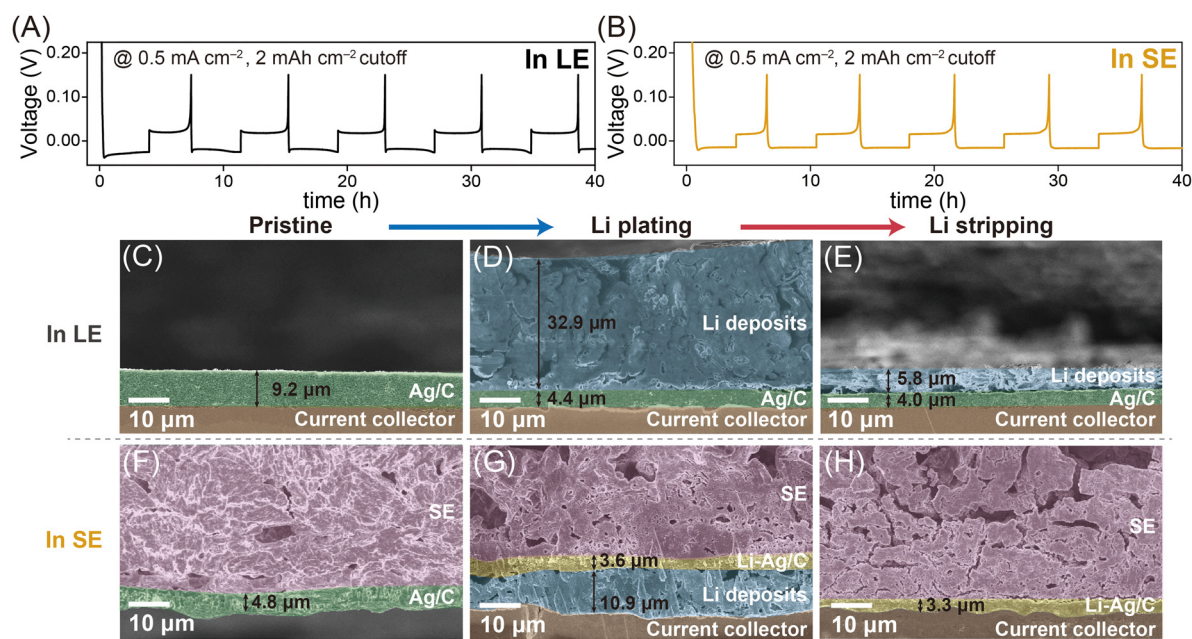 (A)
0.20
0.10
0.00
Voltage (V)
@ 0.5 mA cm⁻², 2 mAh cm⁻² cutoff
In LE
0 10 20 30 40
time (h)
(B)
0.20
0.10
0.00
Voltage (V)
@ 0.5 mA cm⁻², 2 mAh cm⁻² cutoff
In SE
0 10 20 30 40
time (h)
Pristine Li plating Li stripping
In LE
(C)
9.2 μm
Ag/C
10 μm
Current collector
(D)
32.9 μm
Li deposits
4.4 μm
Ag/C
10 μm
Current collector
(E)
5.8 μm
Li deposits
4.0 μm
Ag/C
10 μm
Current collector
In SE
(F)
SE
4.8 μm
Ag/C
10 μm
(G)
SE
3.6 μm
Li-Ag/C
10.9 μm
Li deposits
10 μm
Current collector
(H)
SE
3.3 μm
Li-Ag/C
10 μm
Current collector